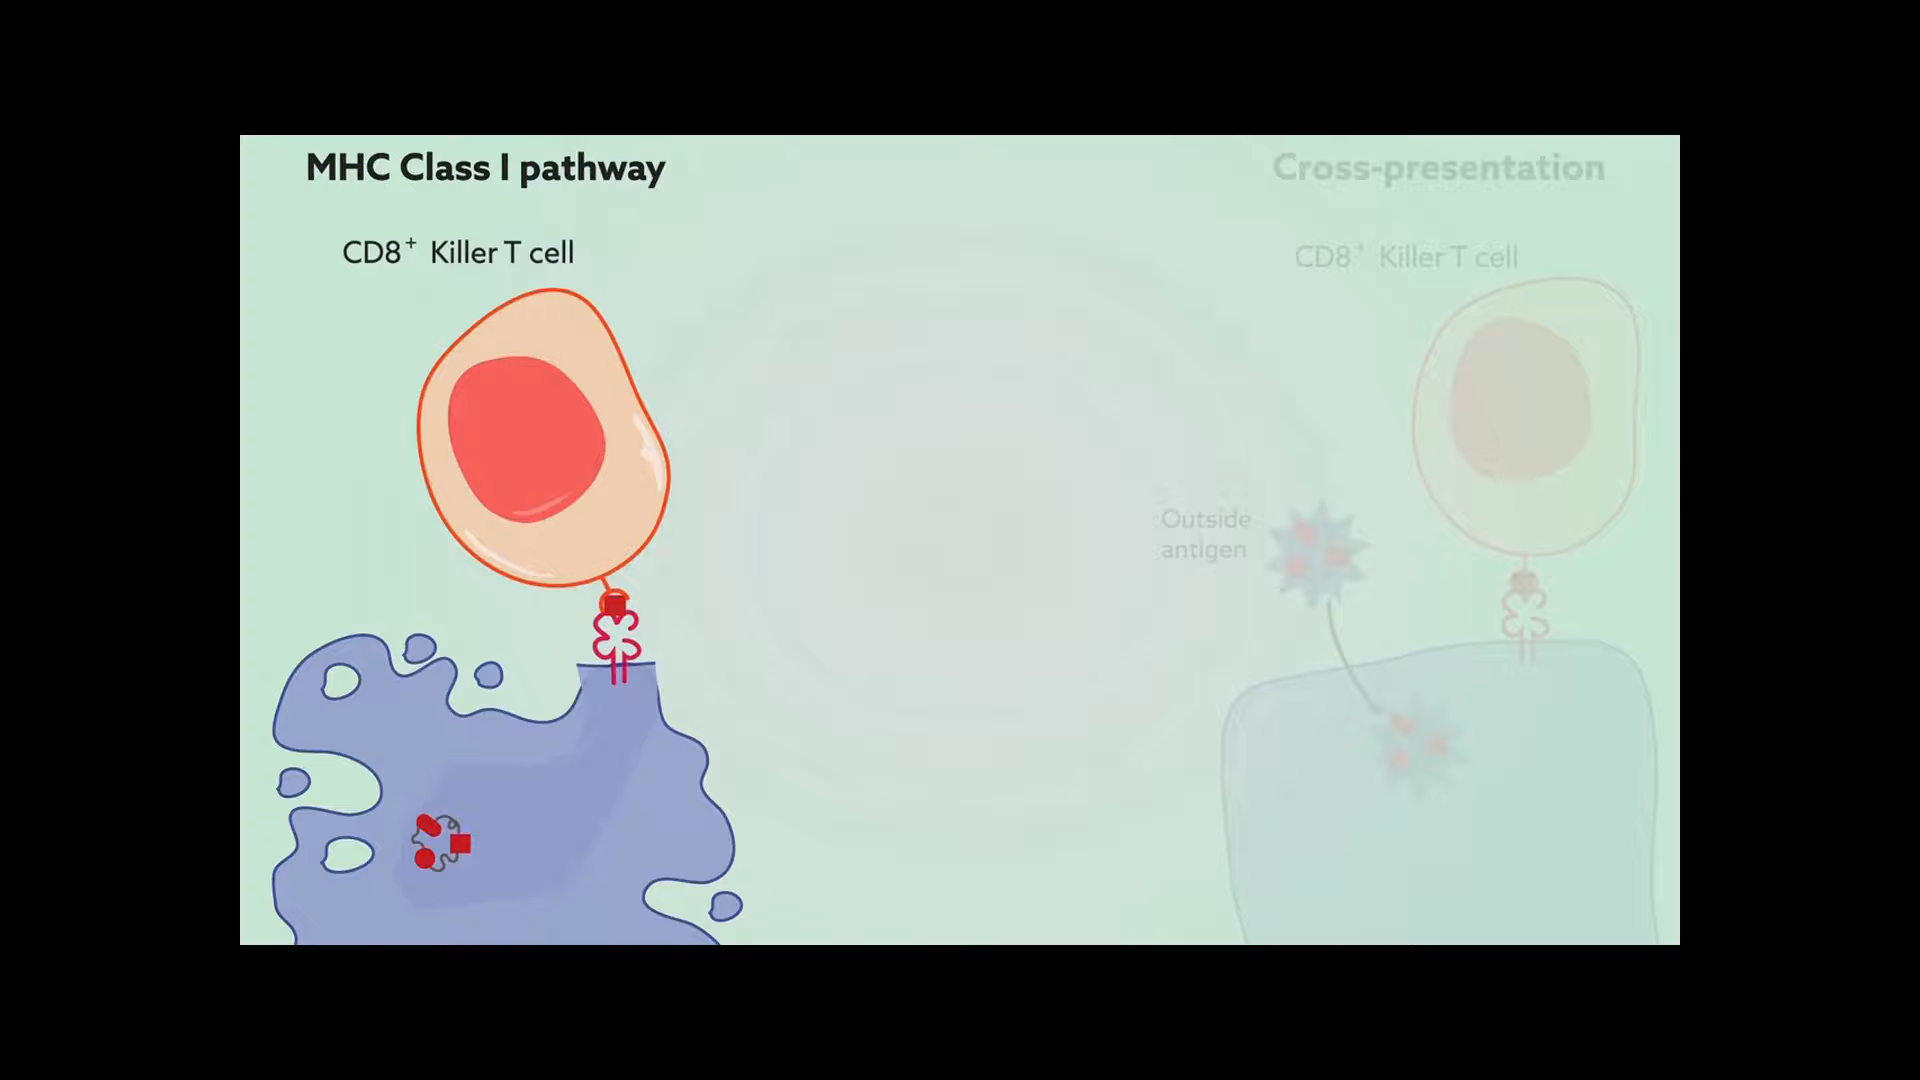 MHC Class I pathway
Cross-presentation
CD8⁺ Killer T cell
CD8⁺ Killer T cell
Outside
antigen